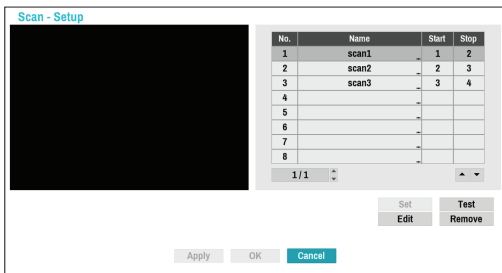 Scan - Setup
No. Name Start Stop
1 scan1 ... 1 2
2 scan2 ... 2 3
3 scan3 ... 3 4
4 ...
5 ...
6 ...
7 ...
8 ...
1 / 1
Set Test
Edit Remove
Apply OK Cancel